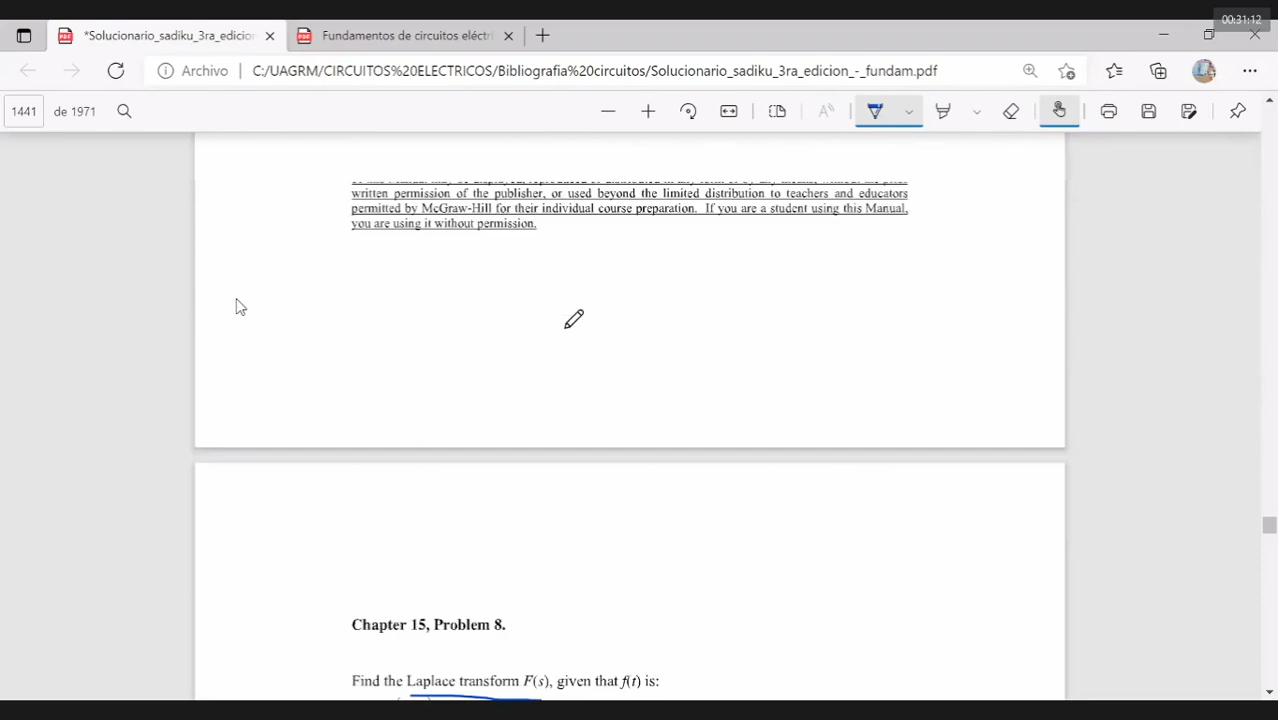 00:31:12
*Solucionario_sadiku_3ra_edicion
Fundamentos de circuitos eléctri
Archivo
C:/UAGRM/CIRCUITOS%20ELECTRICOS/Bibliografia%20circuitos/Solucionario_sadiku_3ra_edicion_-_fundam.pdf
1441 de 1971
written permission of the publisher, or used beyond the limited distribution to teachers and educators
permitted by McGraw-Hill for their individual course preparation. If you are a student using this Manual,
you are using it without permission.
Chapter 15, Problem 8.
Find the Laplace transform F(s), given that f(t) is: